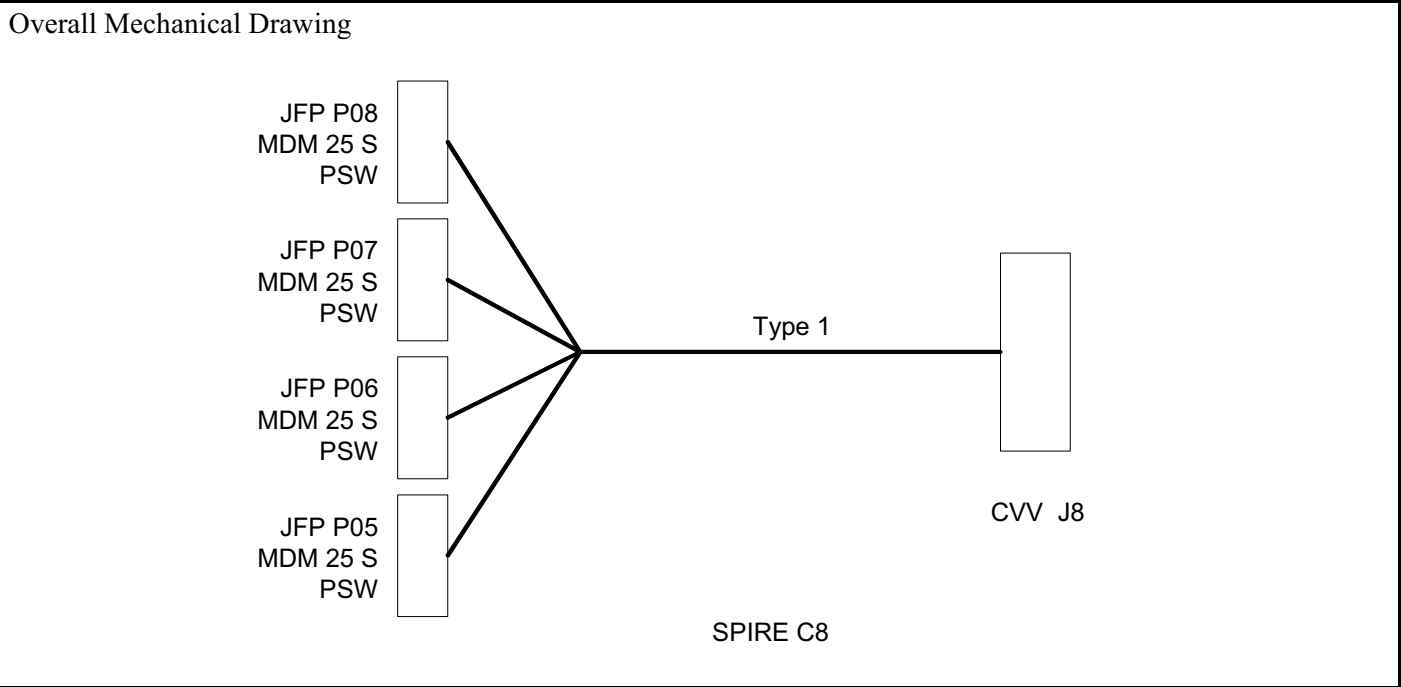 Overall Mechanical Drawing
JFP P08
MDM 25 S
PSW
JFP P07
MDM 25 S
PSW
JFP P06
MDM 25 S
PSW
JFP P05
MDM 25 S
PSW
Type 1
CVV J8
SPIRE C8